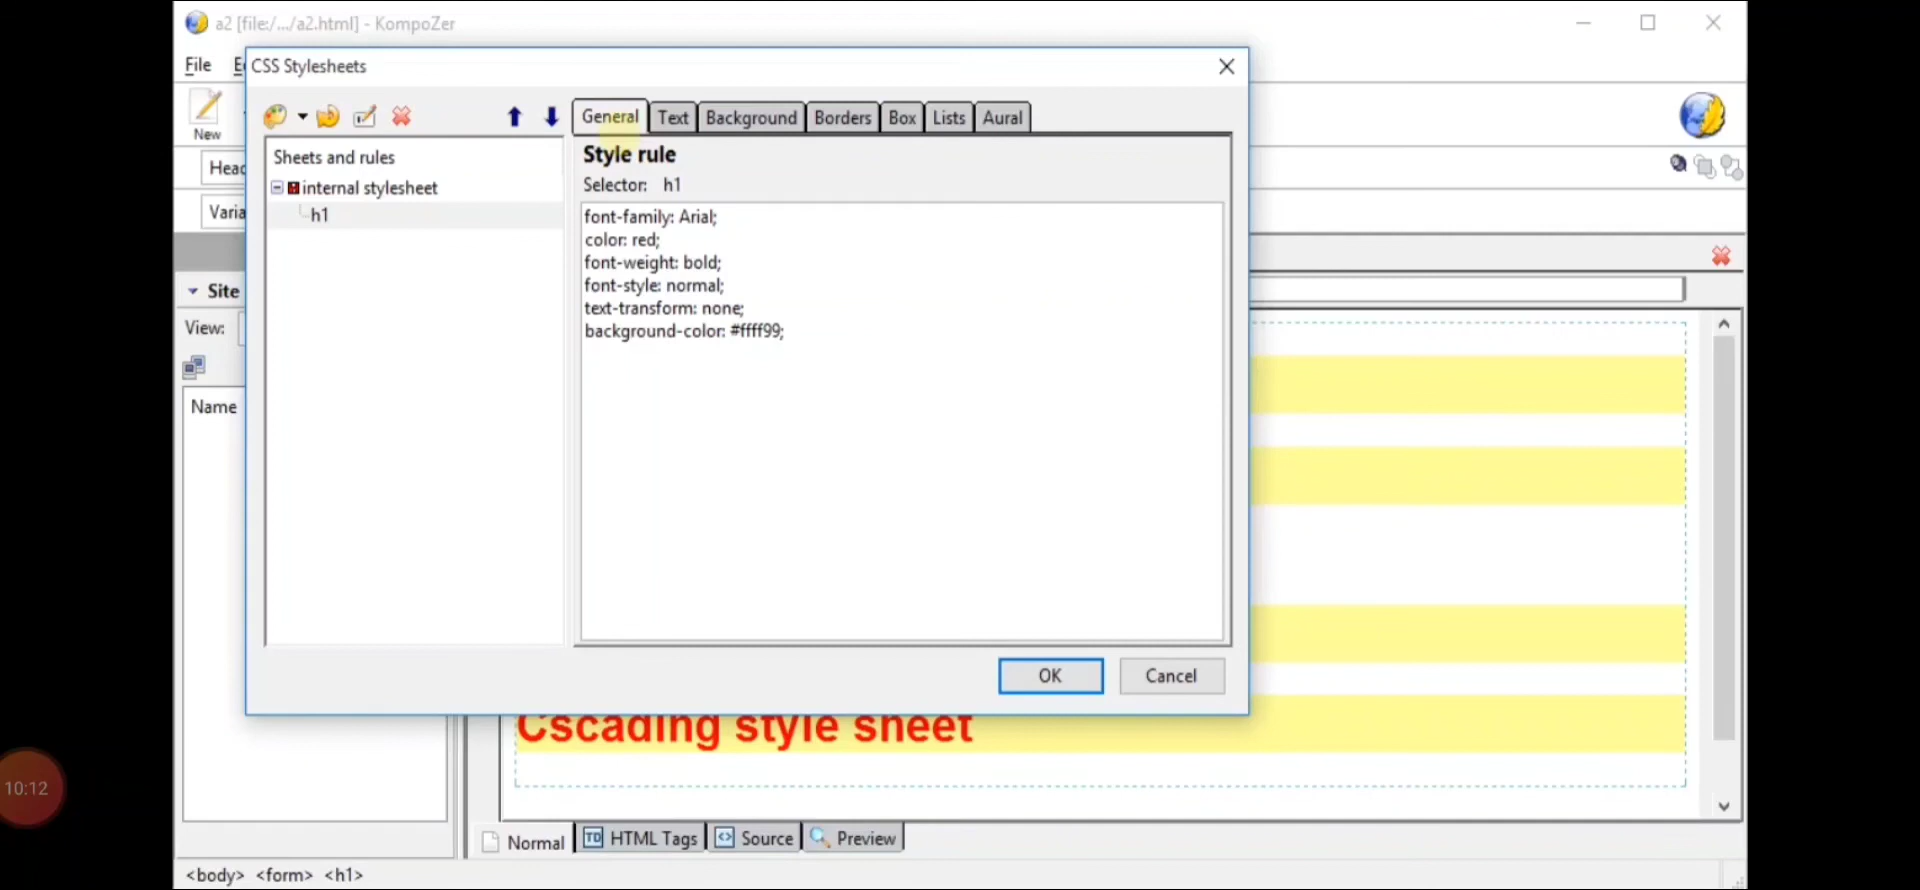 a2 [file:/.../a2.html] - KompoZer
File
CSS Stylesheets
New
General Text Background Borders Box Lists Aural
Sheets and rules
internal stylesheet
h1
Style rule
Selector: h1
font-family: Arial;
color: red;
font-weight: bold;
font-style: normal;
text-transform: none;
background-color: #ffff99;
Site
View:
Name
OK Cancel
Cscading style sheet
10:12
Normal HTML Tags Source Preview
<body> <form> <h1>